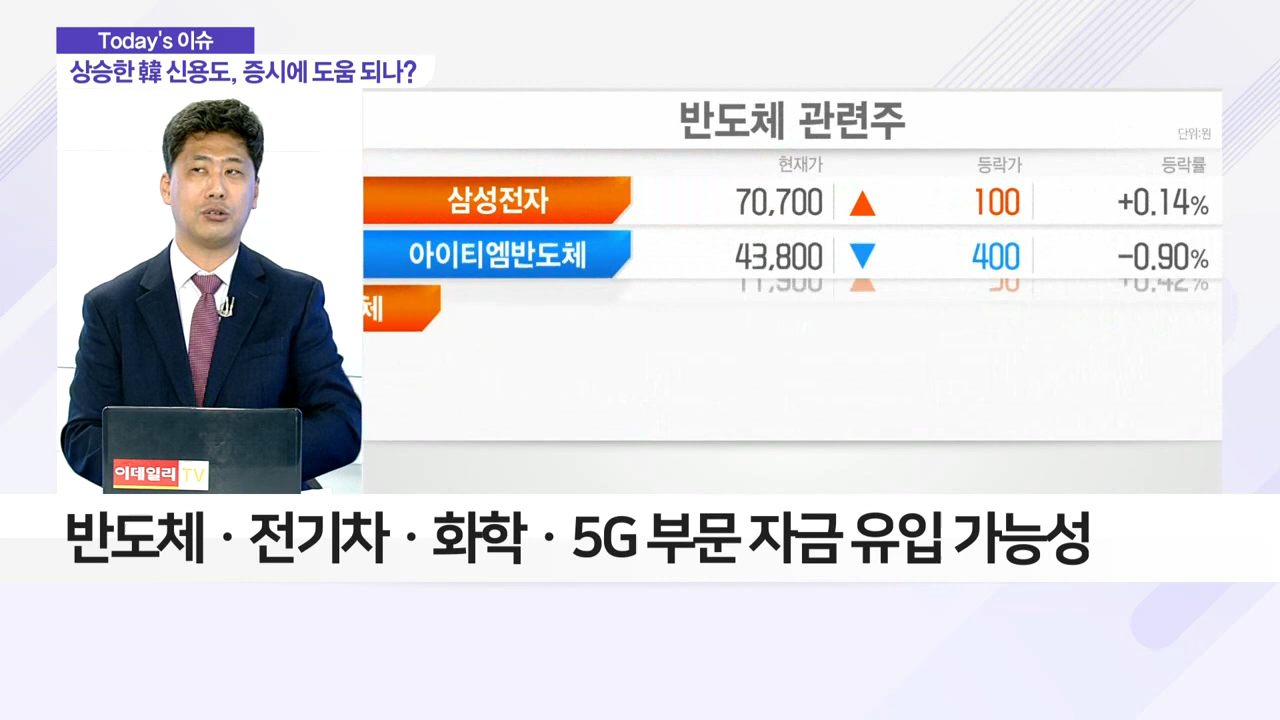 Today's 이슈
상승한 韓 신용도, 증시에 도움 되나?
반도체 관련주
단위:원
현재가 등락가 등락률
삼성전자 70,700 ▲ 100 +0.14%
아이티엠반도체 43,800 ▼ 400 -0.90%
체
이데일리 TV
반도체 · 전기차 · 화학 · 5G 부문 자금 유입 가능성